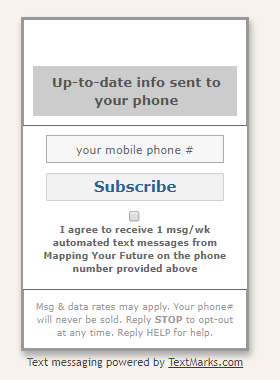 Up-to-date info sent to
your phone
your mobile phone #
Subscribe
I agree to receive 1 msg/wk
automated text messages from
Mapping Your Future on the phone
number provided above
Msg & data rates may apply. Your phone#
will never be sold. Reply STOP to opt-out
at any time. Reply HELP for help.
Text messaging powered by TextMarks.com